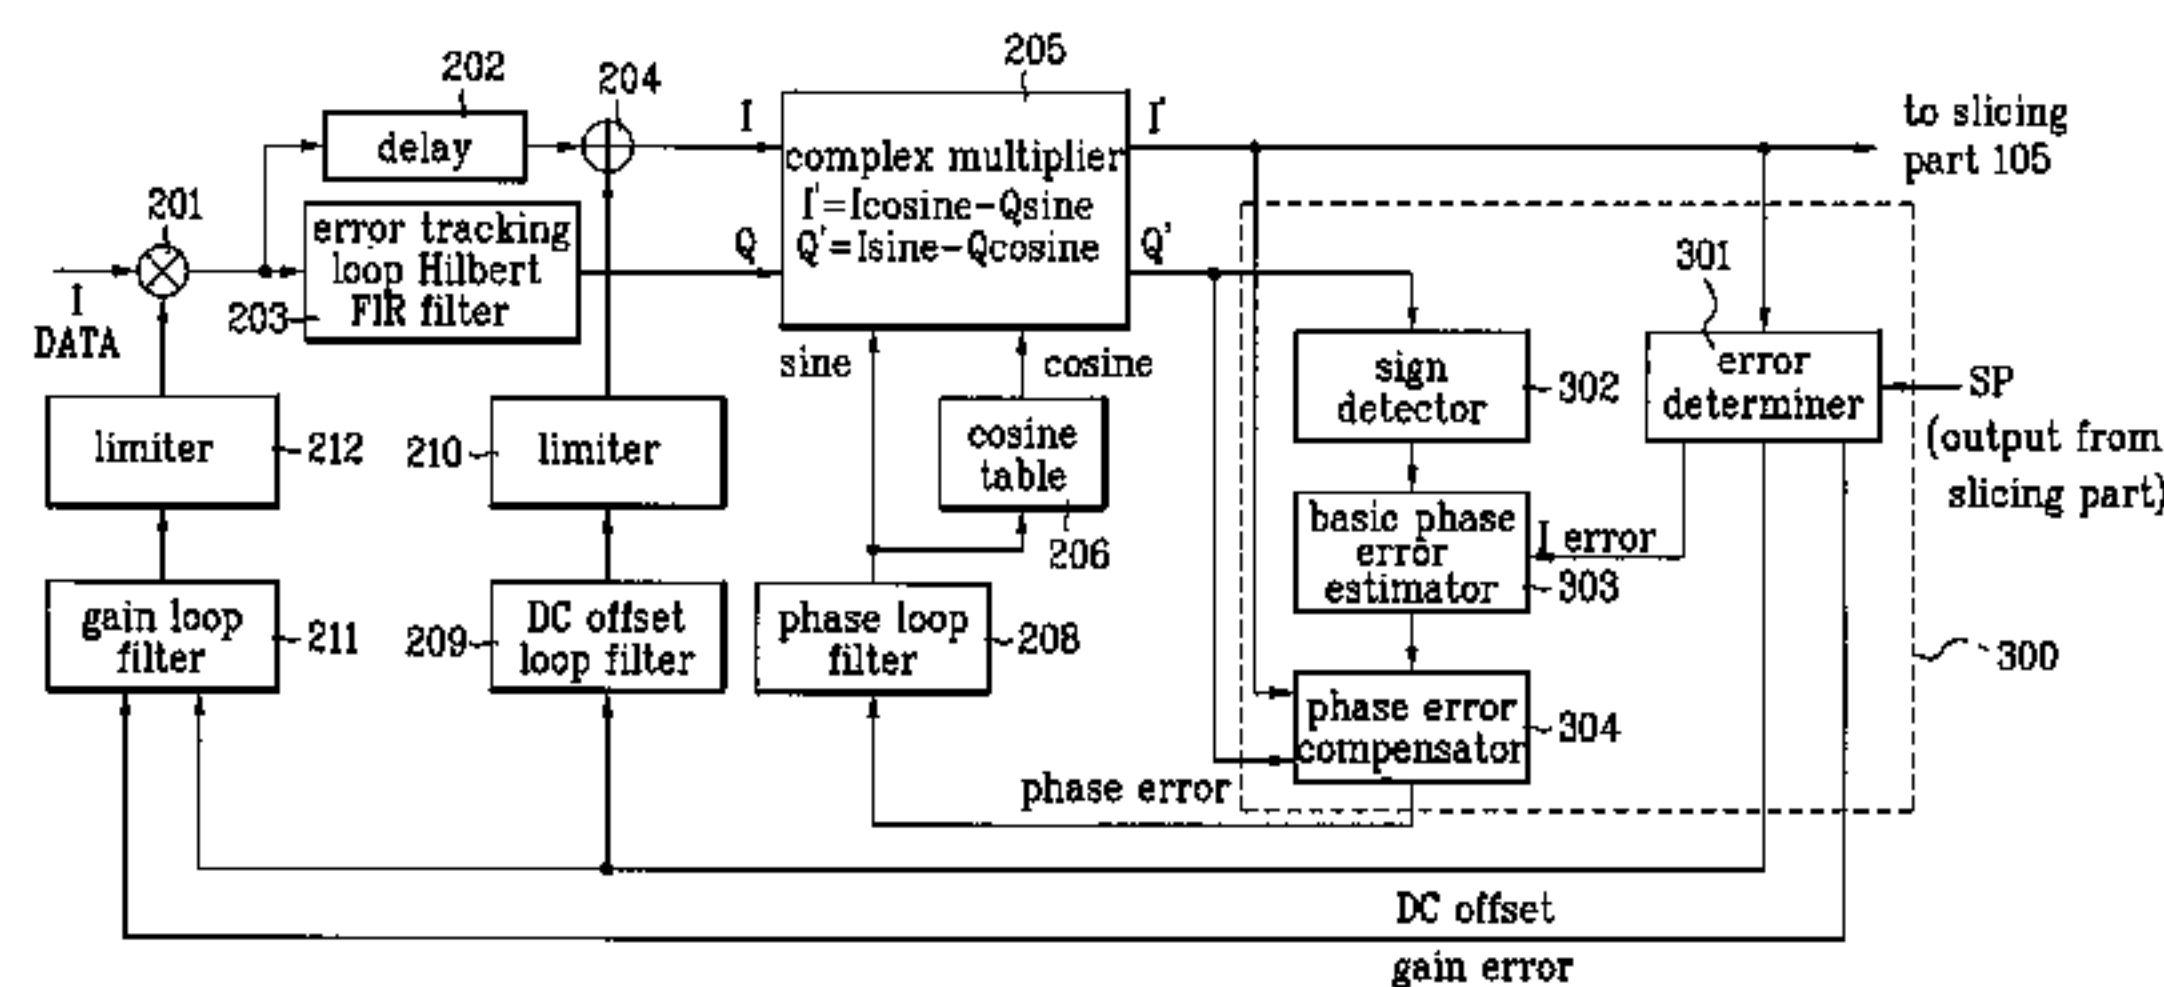 202
204
205
delay
I
I'
to slicing
part 105
complex multiplier
I'=Icosine-Qsine
Q'=Isine-Qcosine
201
error tracking
loop Hilbert
FIR filter
203
Q
Q'
I
DATA
301
sine
cosine
sign
detector
302
error
determiner
SP
(output from
slicing part)
limiter
212
210
limiter
cosine
table
206
basic phase
error
estimator
303
I error
gain loop
filter
211
209
DC offset
loop filter
phase loop
filter
208
300
phase error
compensator
304
phase error
DC offset
gain error